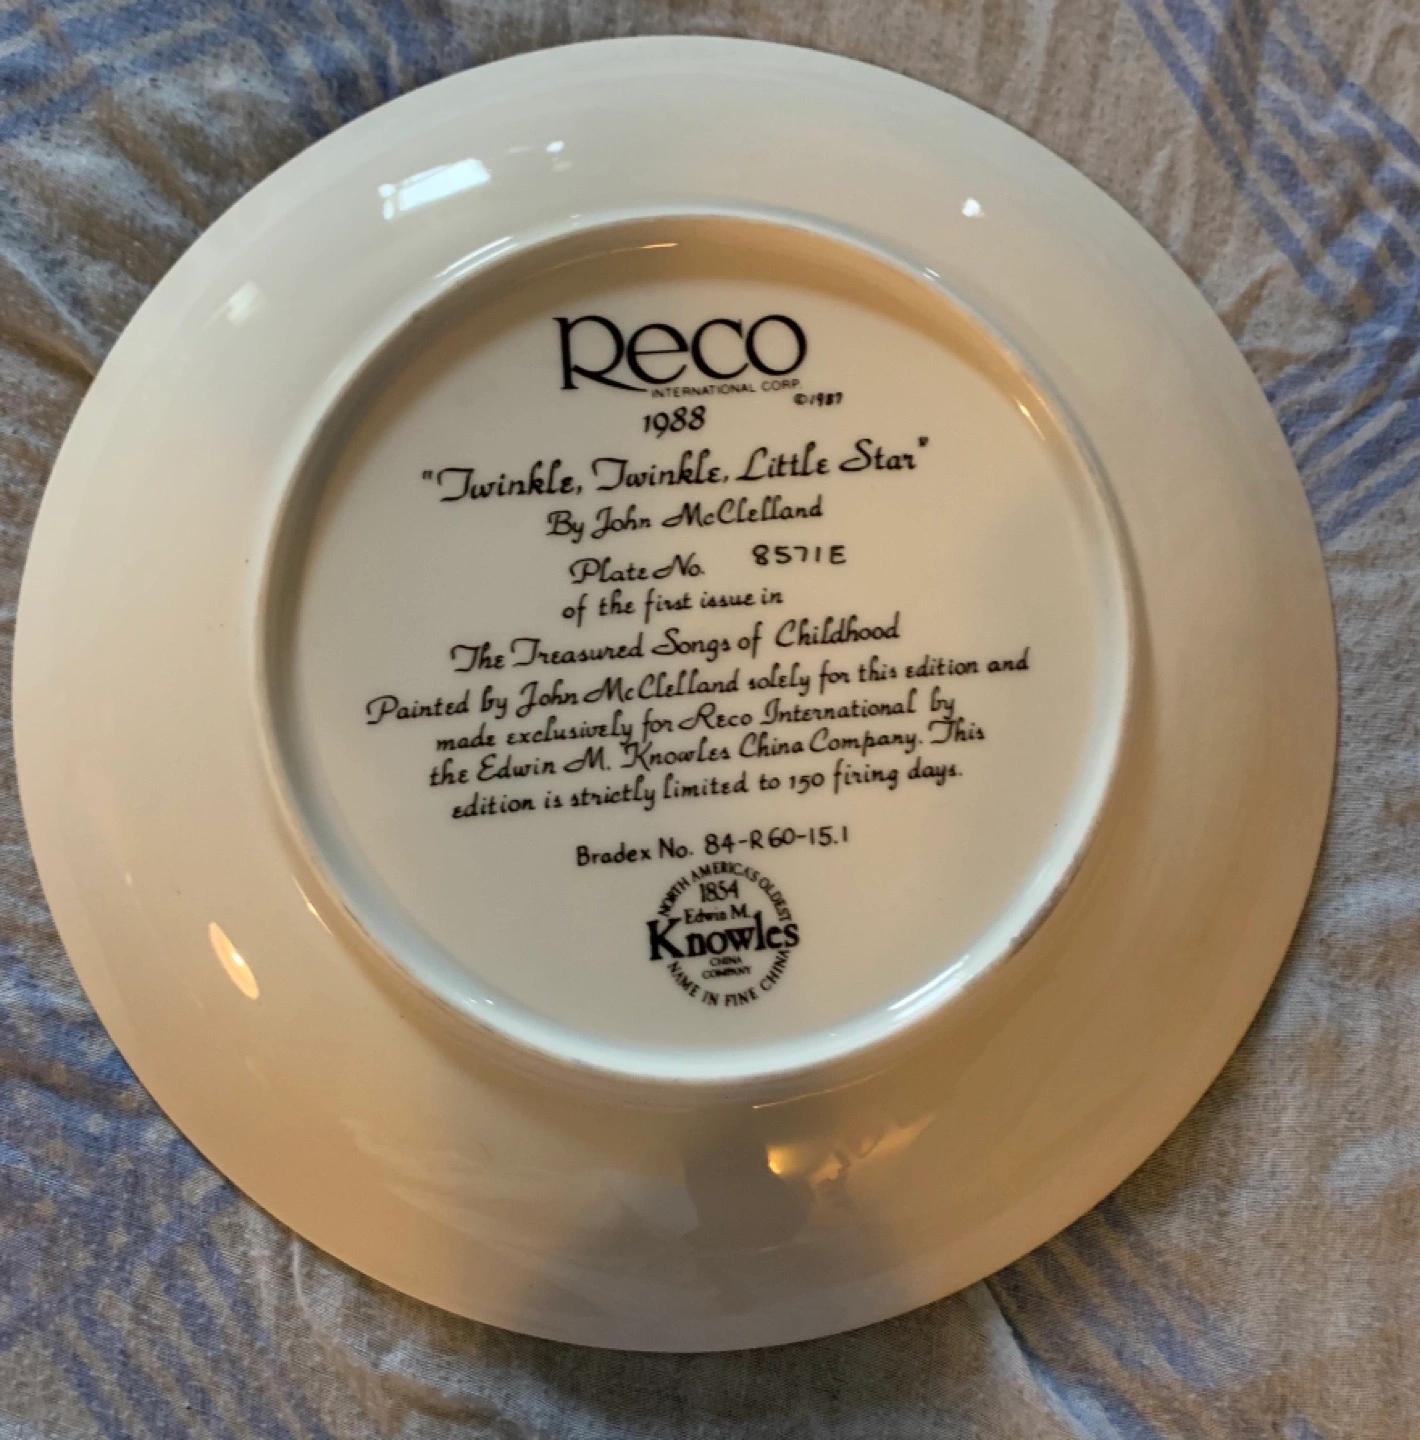 Reco
INTERNATIONAL CORP.
©1987
1988
"Twinkle, Twinkle, Little Star"
By John McClelland
Plate No. 8571E
of the first issue in
The Treasured Songs of Childhood
Painted by John McClelland solely for this edition and
made exclusively for Reco International by
the Edwin M. Knowles China Company. This
edition is strictly limited to 150 firing days.
Bradex No. 84-R60-15.1
NORTH AMERICA'S OLDEST
1854
Edwin M.
Knowles
CHINA
COMPANY
NAME IN FINE CHINA